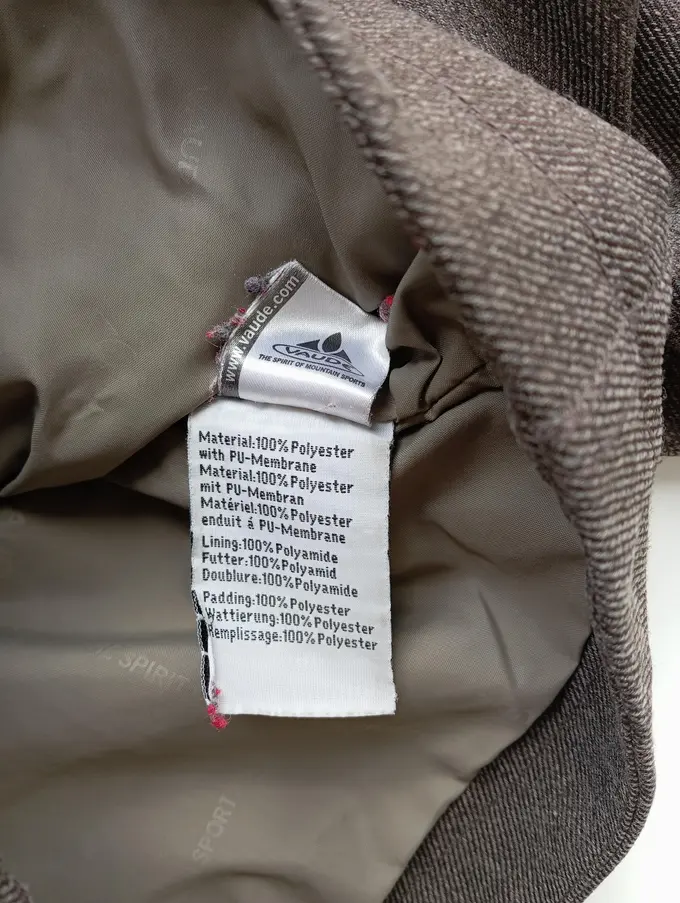 www.vaude.com
VAUDE
THE SPIRIT OF MOUNTAIN SPORTS
Material:100% Polyester
with PU-Membrane
Material:100% Polyester
mit PU-Membran
Matériel:100% Polyester
enduit á PU-Membrane
Lining:100% Polyamide
Futter:100% Polyamid
Doublure:100% Polyamide
Padding:100% Polyester
Wattierung:100% Polyester
Remplissage:100% Polyester
SPIRIT
SPORT